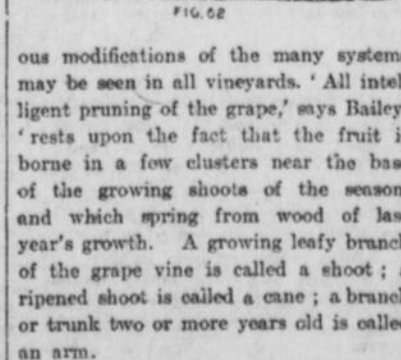 FIG. 62
ous modifications of the many system
may be seen in all vineyards. ‘ All intel
ligent pruning of the grape,’ says Bailey
‘ rests upon the fact that the fruit i
borne in a few clusters near the bas
of the growing shoots of the season
and which spring from wood of las
year's growth. A growing leafy branc
of the grape vine is called a shoot ;
ripened shoot is called a cane ; a branc
or trunk two or more years old is calle
an arm.